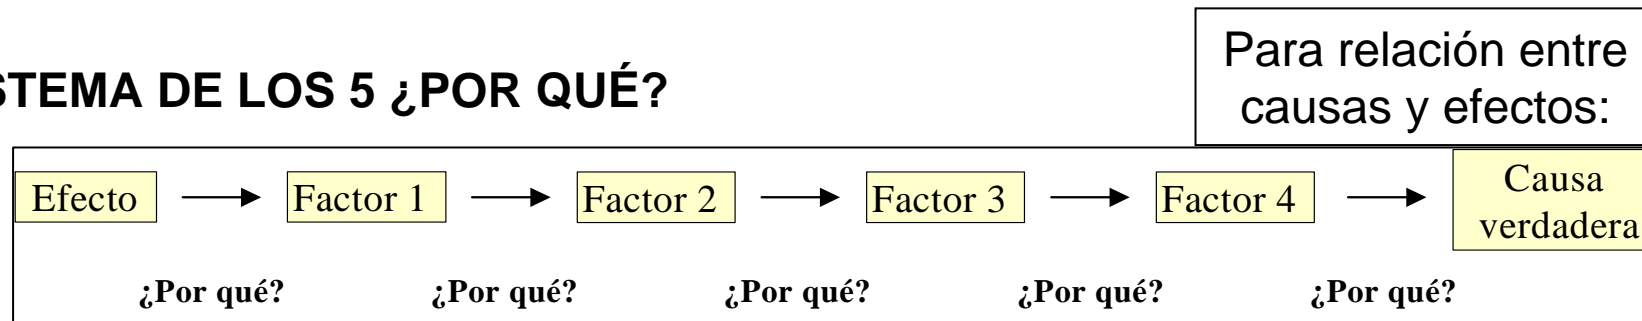 Para relación entre
causas y efectos:
STEMA DE LOS 5 ¿POR QUÉ?
Efecto Factor 1 Factor 2 Factor 3 Factor 4 Causa
verdadera
¿Por qué? ¿Por qué? ¿Por qué? ¿Por qué? ¿Por qué?